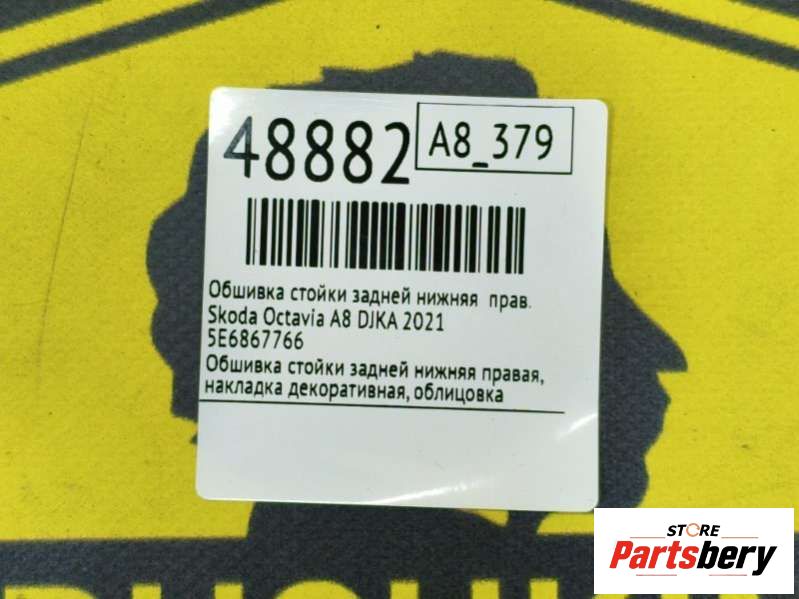 48882
A8_379
Обшивка стойки задней нижняя прав.
Skoda Octavia A8 DJKA 2021
5E6867766
Обшивка стойки задней нижняя правая,
накладка декоративная, облицовка
STORE
Partsbery